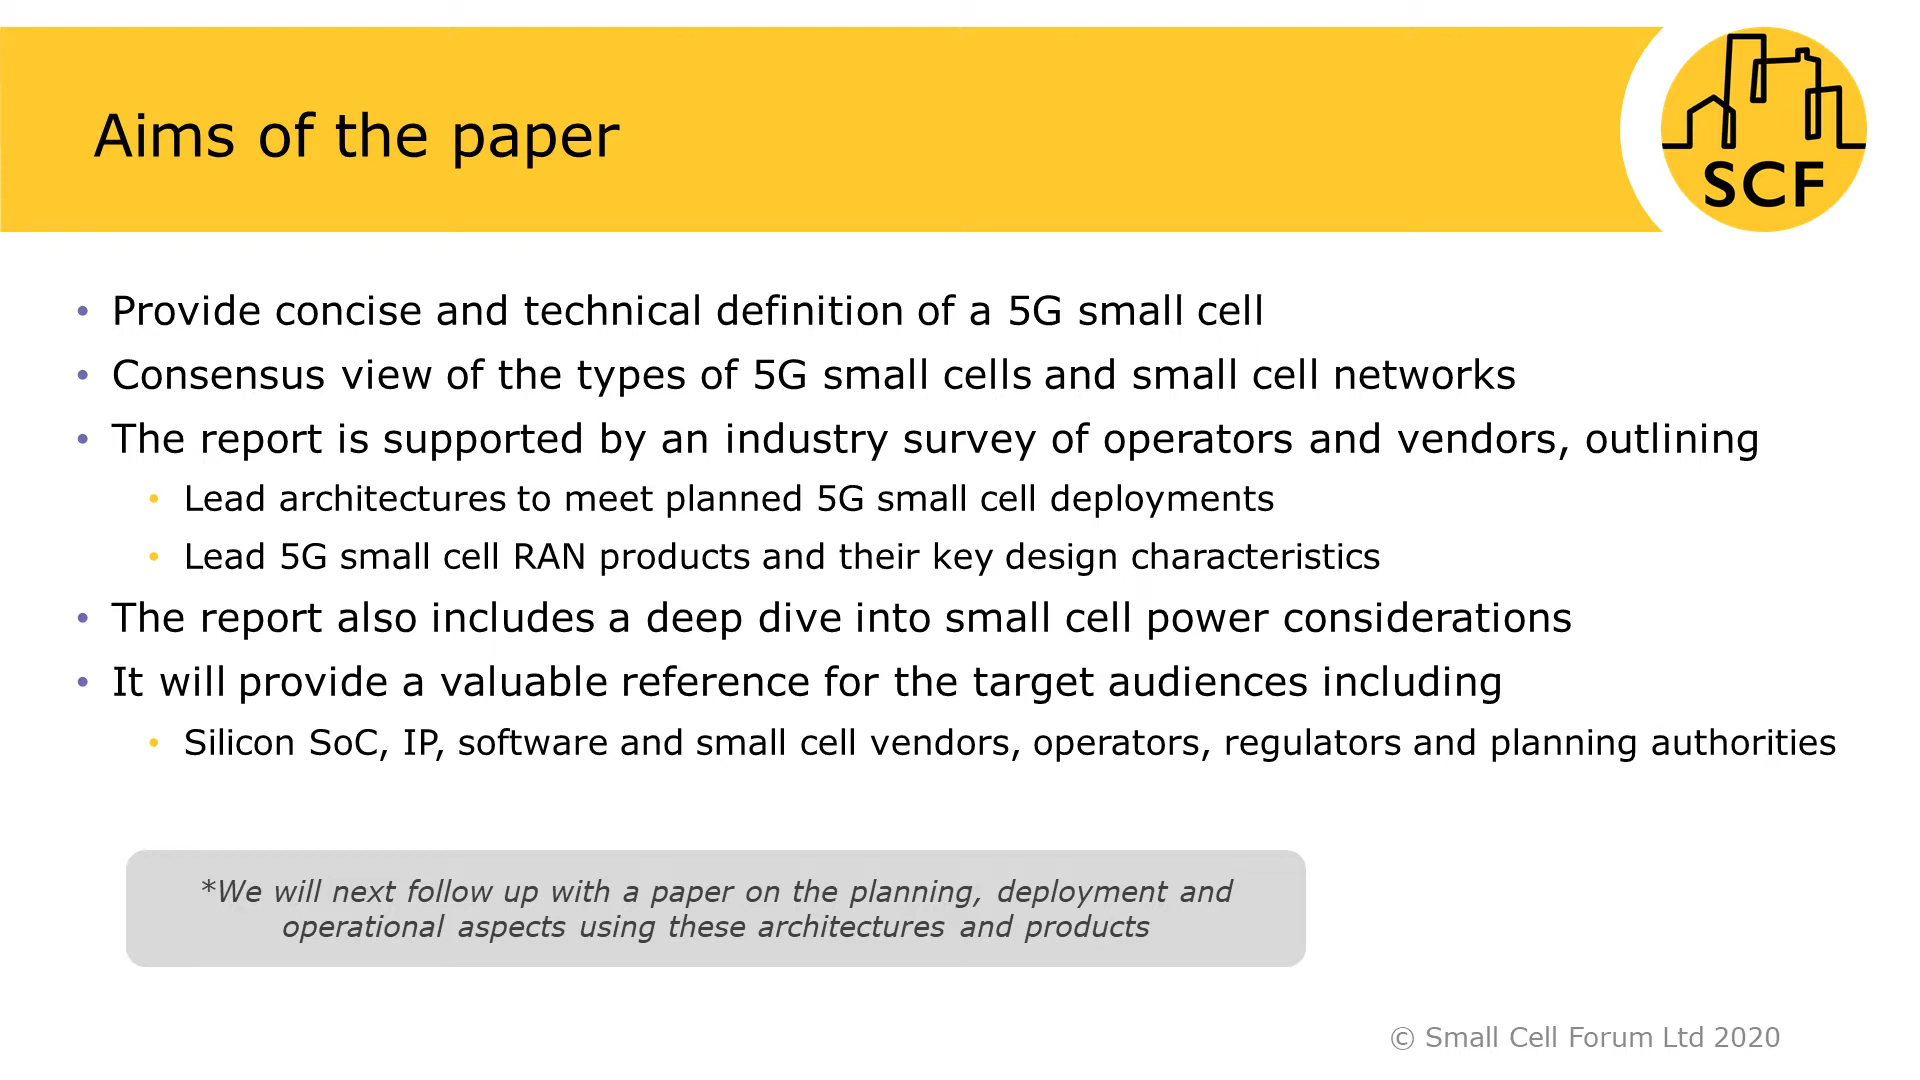 Aims of the paper
SCF
• Provide concise and technical definition of a 5G small cell
• Consensus view of the types of 5G small cells and small cell networks
• The report is supported by an industry survey of operators and vendors, outlining
• Lead architectures to meet planned 5G small cell deployments
• Lead 5G small cell RAN products and their key design characteristics
• The report also includes a deep dive into small cell power considerations
• It will provide a valuable reference for the target audiences including
• Silicon SoC, IP, software and small cell vendors, operators, regulators and planning authorities
*We will next follow up with a paper on the planning, deployment and
operational aspects using these architectures and products
© Small Cell Forum Ltd 2020